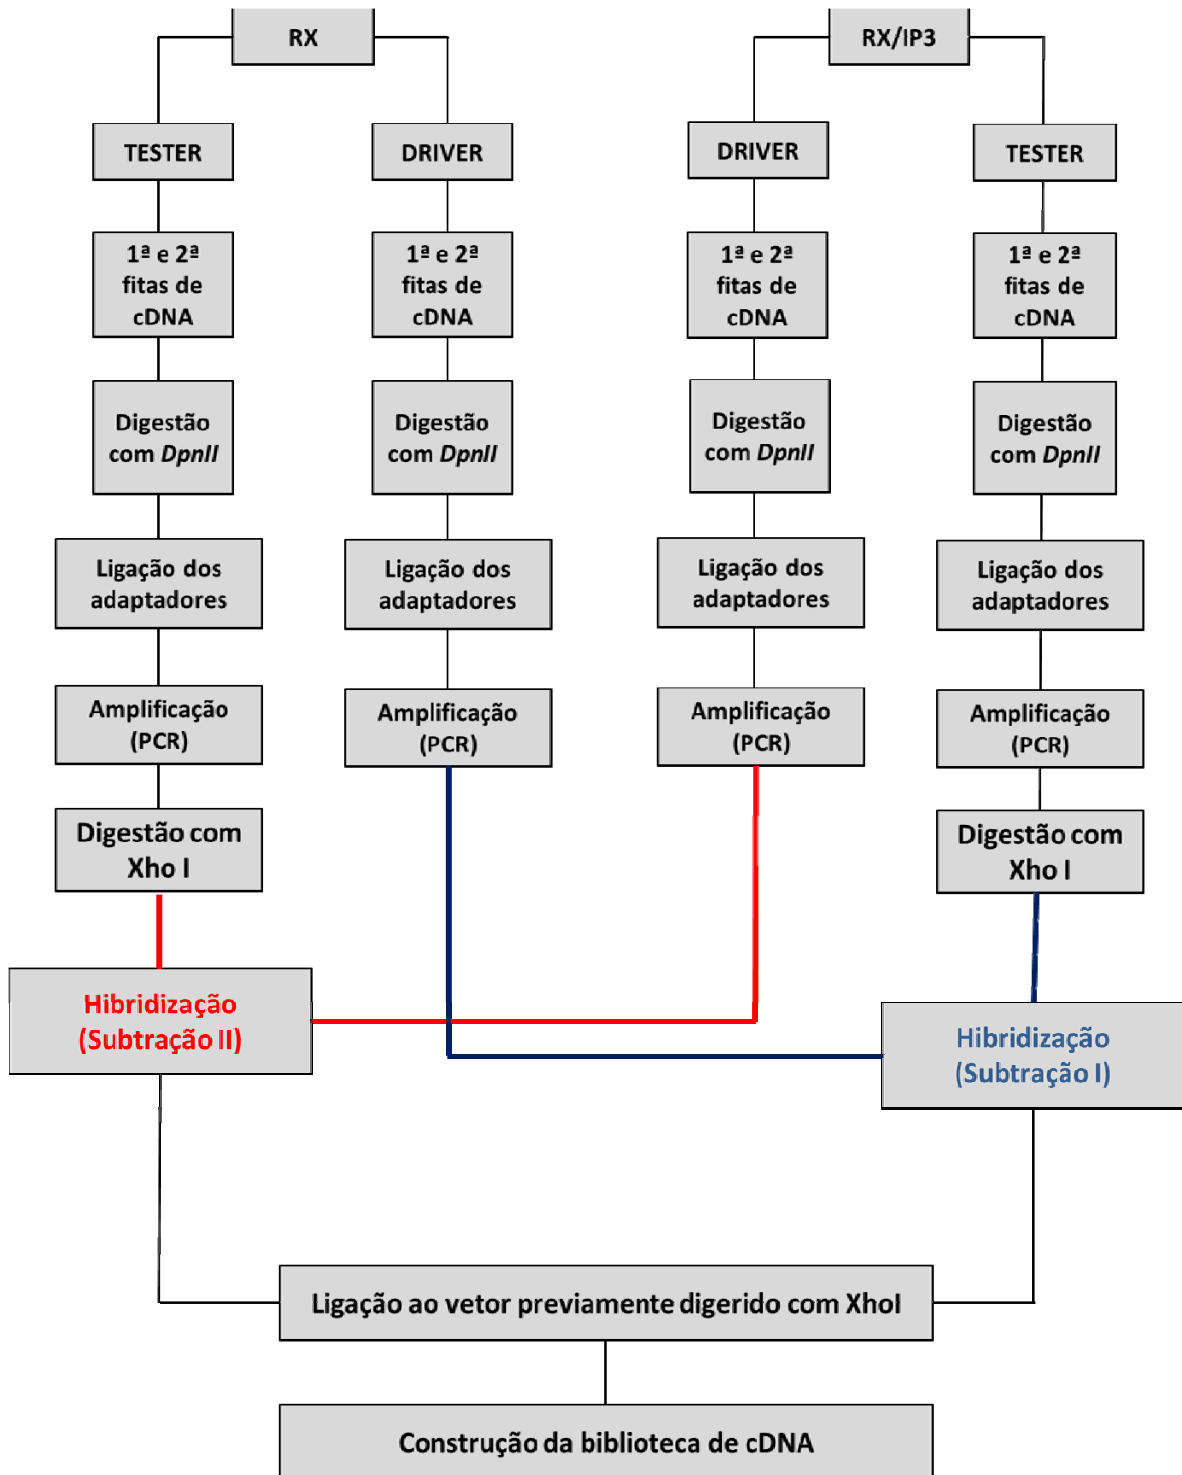 RX
RX/IP3
TESTER
DRIVER
DRIVER
TESTER
1ª e 2ª
fitas de
cDNA
1ª e 2ª
fitas de
cDNA
1ª e 2ª
fitas de
cDNA
1ª e 2ª
fitas de
cDNA
Digestão
com DpnII
Digestão
com DpnII
Digestão
com DpnII
Digestão
com DpnII
Ligação dos
adaptadores
Ligação dos
adaptadores
Ligação dos
adaptadores
Ligação dos
adaptadores
Amplificação
(PCR)
Amplificação
(PCR)
Amplificação
(PCR)
Amplificação
(PCR)
Digestão com
Xho I
Digestão com
Xho I
Hibridização
(Subtração II)
Hibridização
(Subtração I)
Ligação ao vetor previamente digerido com XhoI
Construção da biblioteca de cDNA